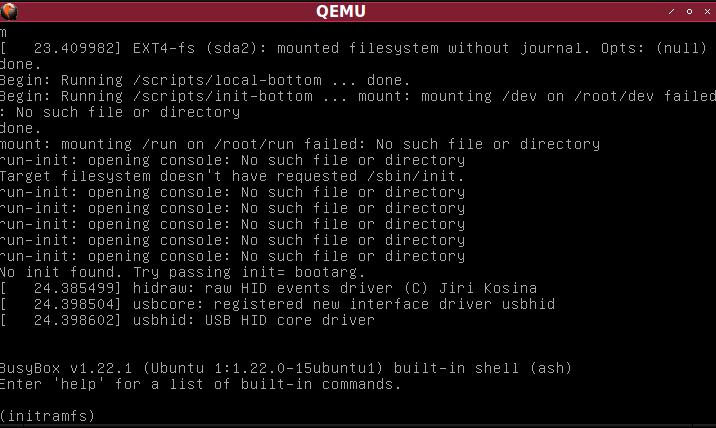 QEMU
m
[   23.409982] EXT4-fs (sda2): mounted filesystem without journal. Opts: (null)
done.
Begin: Running /scripts/local-bottom ... done.
Begin: Running /scripts/init-bottom ... mount: mounting /dev on /root/dev failed
: No such file or directory
done.
mount: mounting /run on /root/run failed: No such file or directory
run-init: opening console: No such file or directory
Target filesystem doesn't have requested /sbin/init.
run-init: opening console: No such file or directory
run-init: opening console: No such file or directory
run-init: opening console: No such file or directory
run-init: opening console: No such file or directory
run-init: opening console: No such file or directory
No init found. Try passing init= bootarg.
[   24.385499] hidraw: raw HID events driver (C) Jiri Kosina
[   24.398504] usbcore: registered new interface driver usbhid
[   24.398602] usbhid: USB HID core driver
BusyBox v1.22.1 (Ubuntu 1:1.22.0-15ubuntu1) built-in shell (ash)
Enter 'help' for a list of built-in commands.
(initramfs)